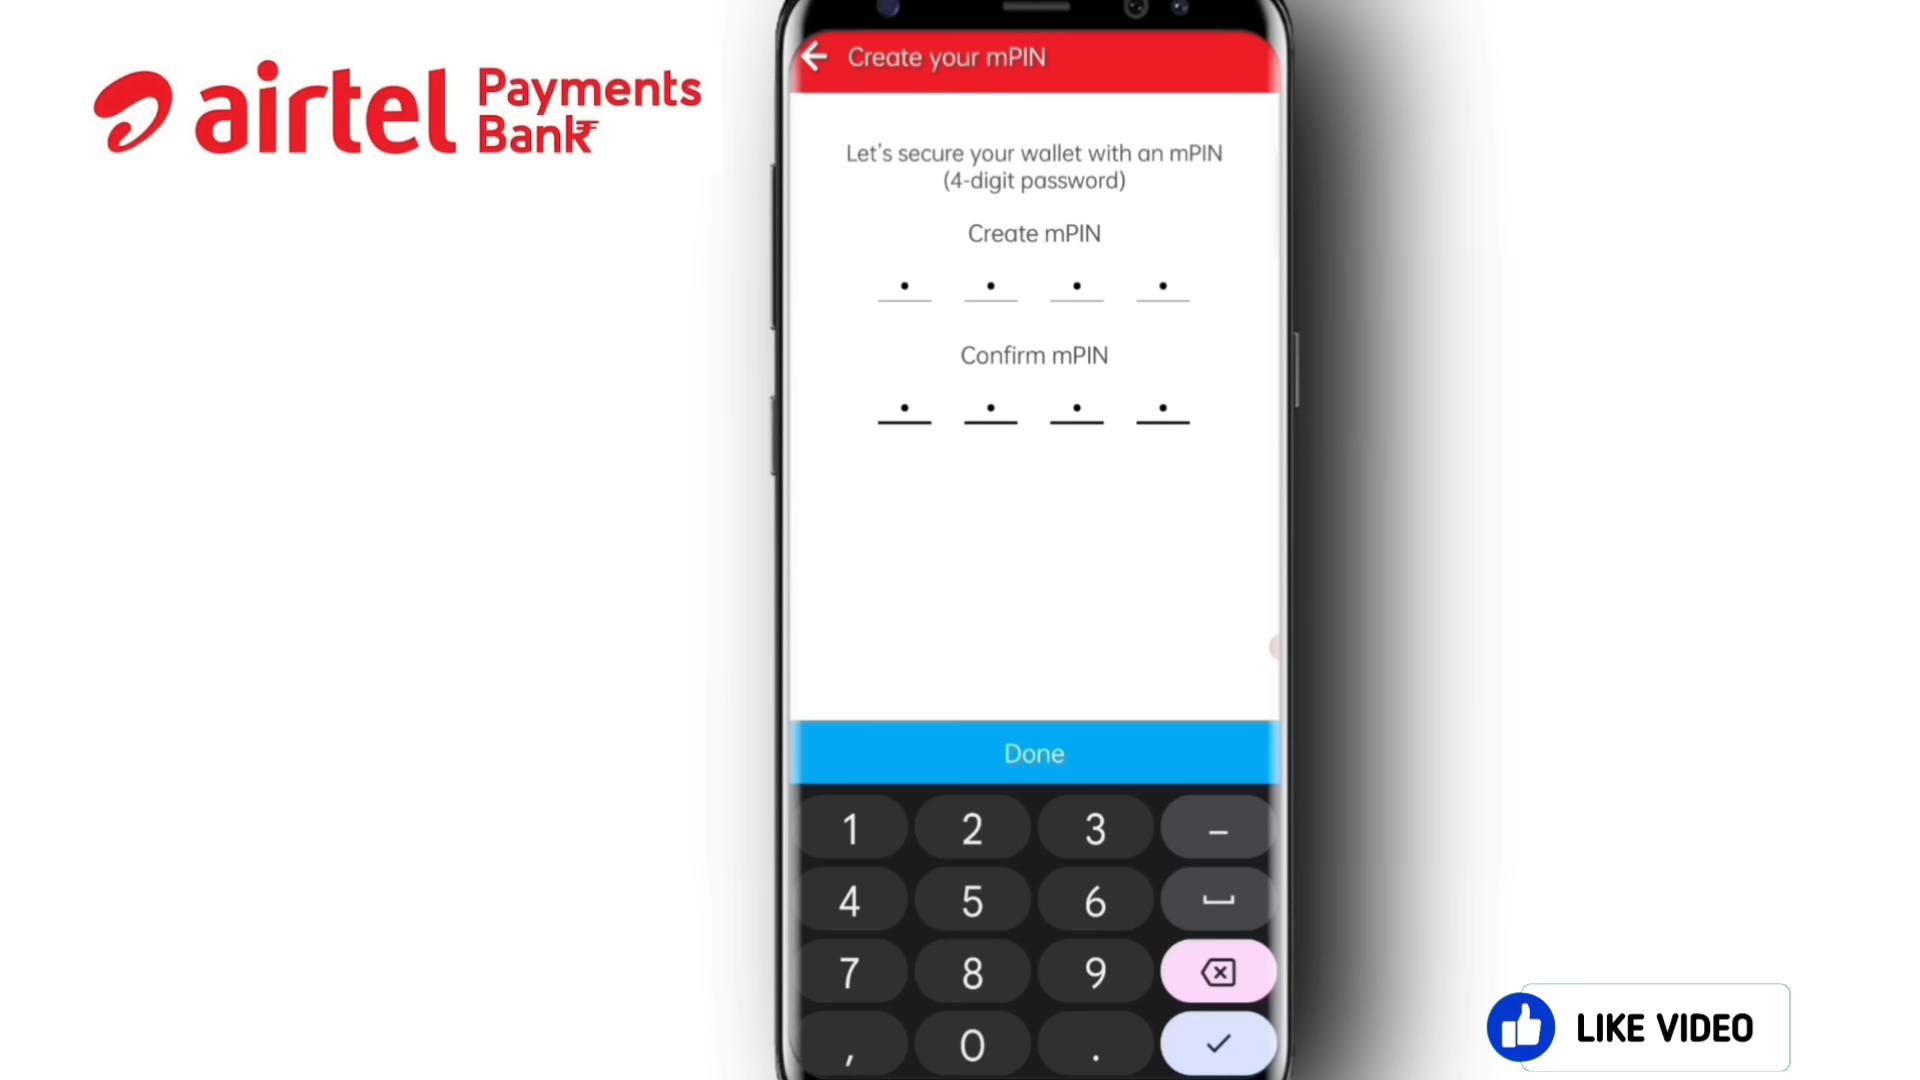 airtel Payments
Bank
Create your mPIN
Let's secure your wallet with an mPIN
(4-digit password)
Create mPIN
Confirm mPIN
Done
1 2 3 –
4 5 6
7 8 9
, 0 .
LIKE VIDEO